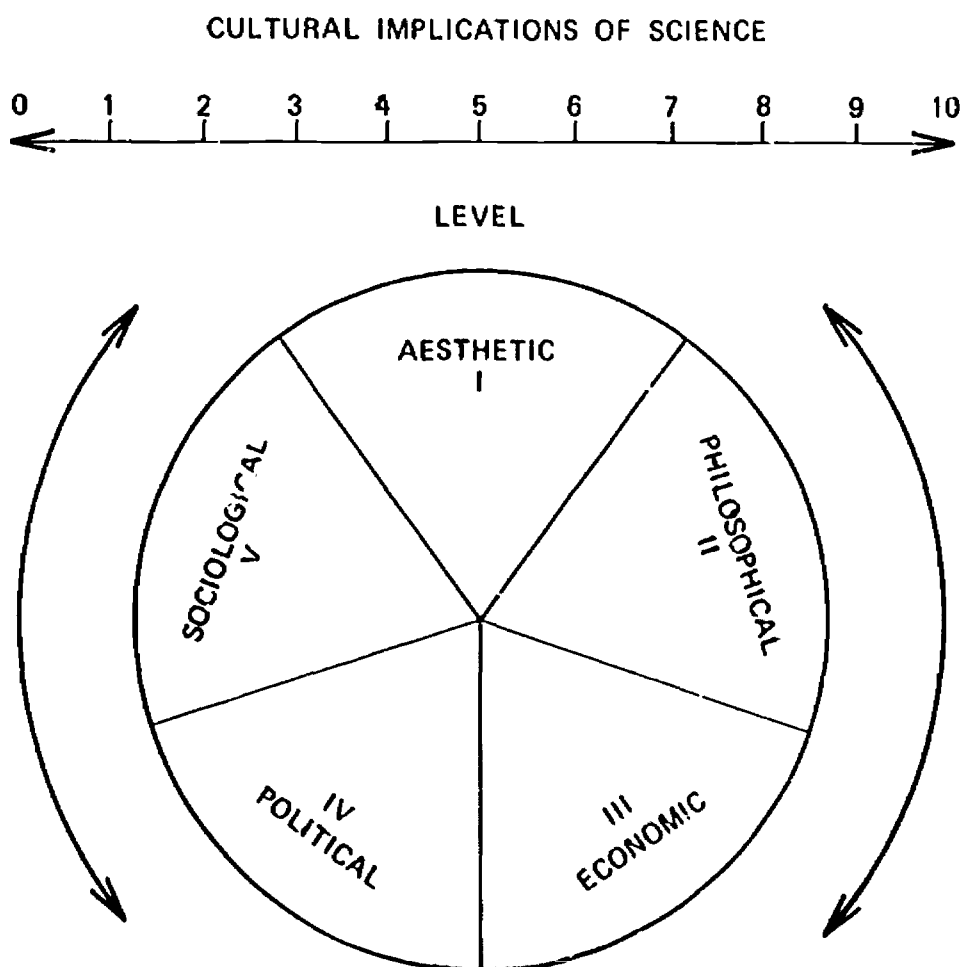 CULTURAL IMPLICATIONS OF SCIENCE
0 1 2 3 4 5 6 7 8 9 10
LEVEL
AESTHETIC
I
PHILOSOPHICAL
II
III
ECONOMIC
IV
POLITICAL
SOCIOLOGICAL
V